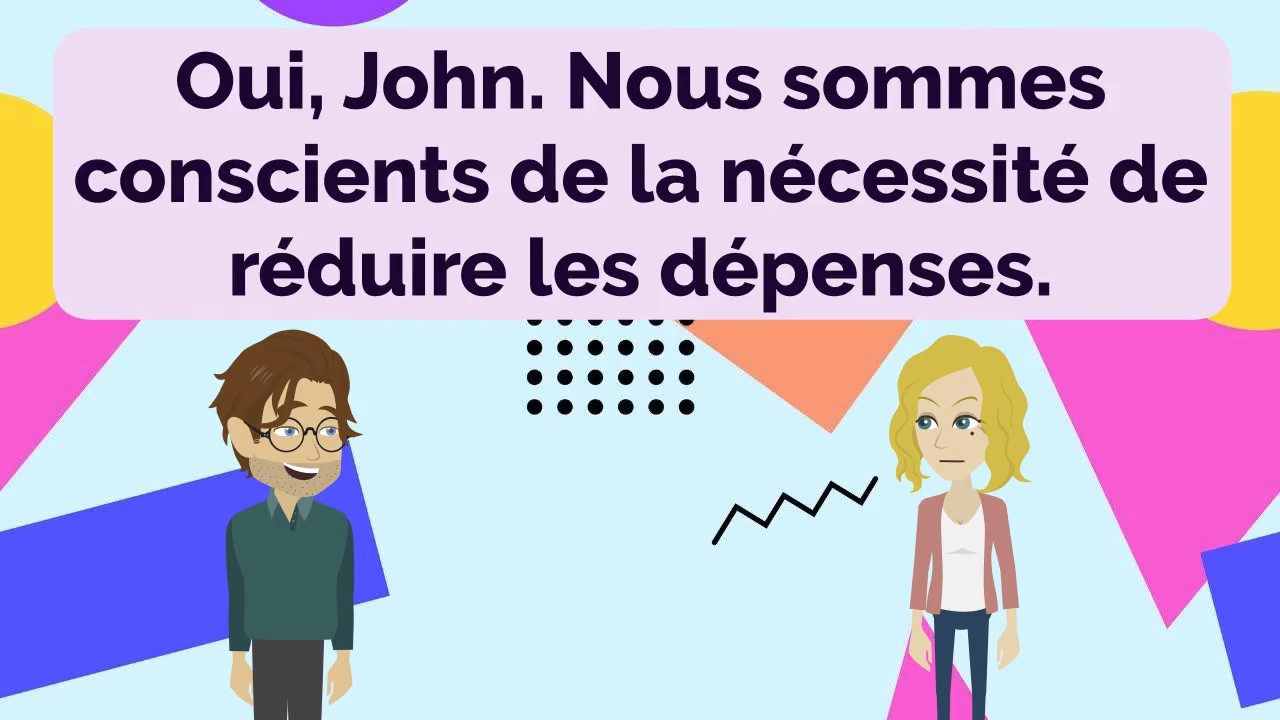 Oui, John. Nous sommes
conscients de la nécessité de
réduire les dépenses.